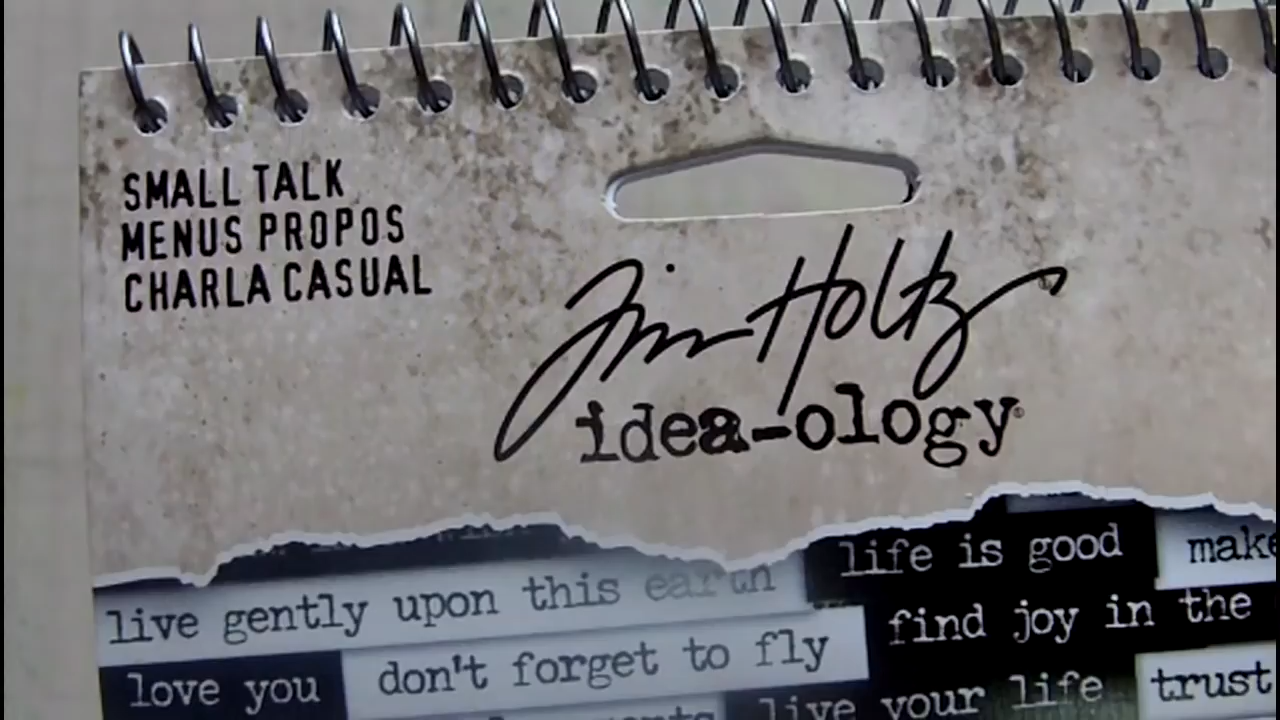 SMALL TALK
MENUS PROPOS
CHARLA CASUAL
Tim Holtz
idea-ology®
life is good
make
live gently upon this earth
find joy in the
don't forget to fly
love you
trust
live your life